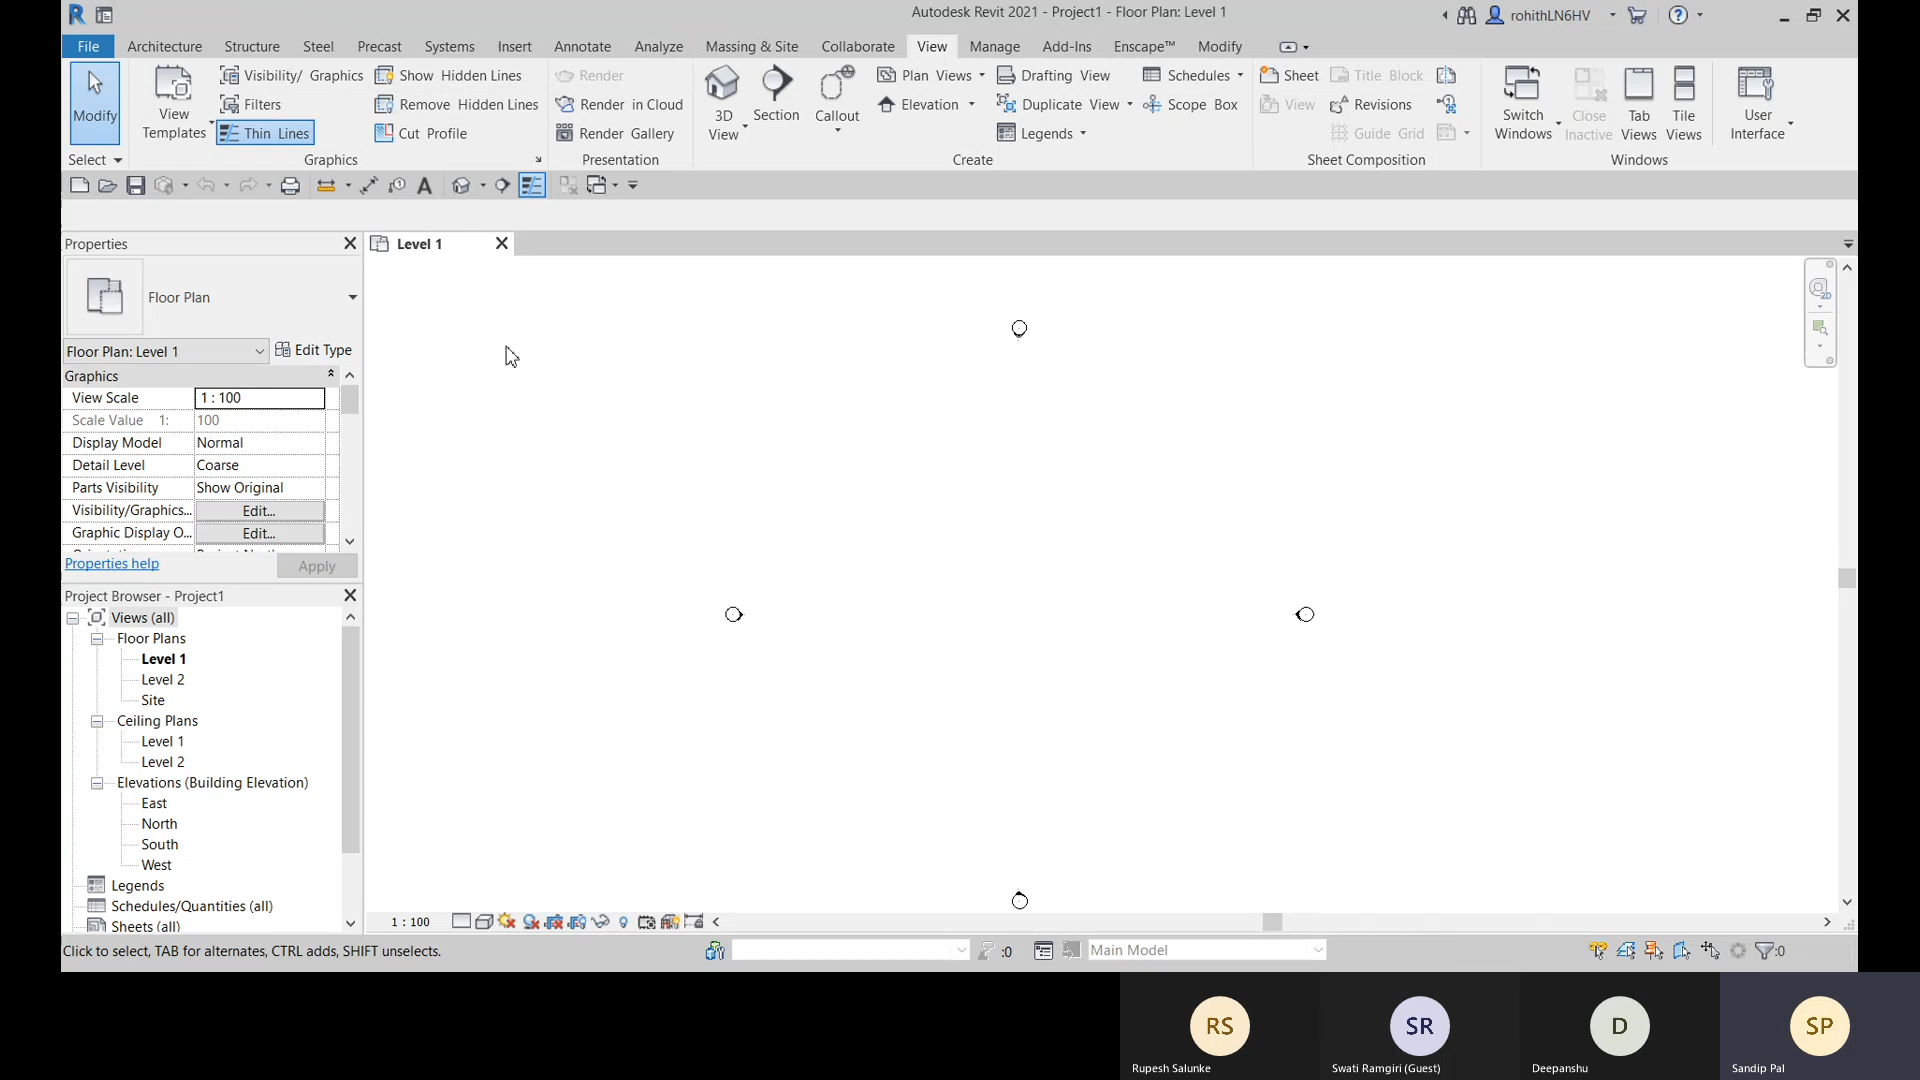 Autodesk Revit 2021 - Project1 - Floor Plan: Level 1
rohithLN6HV
File Architecture Structure Steel Precast Systems Insert Annotate Analyze Massing & Site Collaborate View Manage Add-Ins Enscape™ Modify
Modify
View Templates
Visibility/ Graphics
Filters
Thin Lines
Show Hidden Lines
Remove Hidden Lines
Cut Profile
Render
Render in Cloud
Render Gallery
3D View
Section
Callout
Plan Views
Elevation
Drafting View
Duplicate View
Legends
Schedules
Scope Box
Sheet
View
Title Block
Revisions
Guide Grid
Switch Windows
Close Inactive
Tab Views
Tile Views
User Interface
Select Graphics Presentation Create Sheet Composition Windows
Properties
Level 1
Floor Plan
Floor Plan: Level 1
Edit Type
Graphics
View Scale 1 : 100
Scale Value 1: 100
Display Model Normal
Detail Level Coarse
Parts Visibility Show Original
Visibility/Graphics... Edit...
Graphic Display O... Edit...
Properties help
Apply
Project Browser - Project1
Views (all)
Floor Plans
Level 1
Level 2
Site
Ceiling Plans
Level 1
Level 2
Elevations (Building Elevation)
East
North
South
West
Legends
Schedules/Quantities (all)
Sheets (all)
1 : 100
Click to select, TAB for alternates, CTRL adds, SHIFT unselects.
:0
Main Model
:0
RS
SR
D
SP
Rupesh Salunke
Swati Ramgiri (Guest)
Deepanshu
Sandip Pal